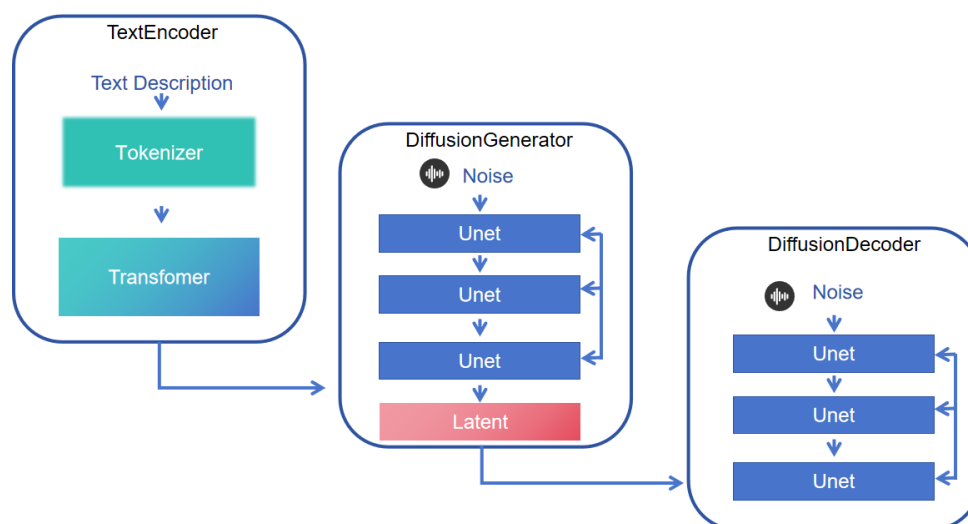 TextEncoder
Text Description
Tokenizer
Transfomer
DiffusionGenerator
Noise
Unet
Unet
Unet
Latent
DiffusionDecoder
Noise
Unet
Unet
Unet